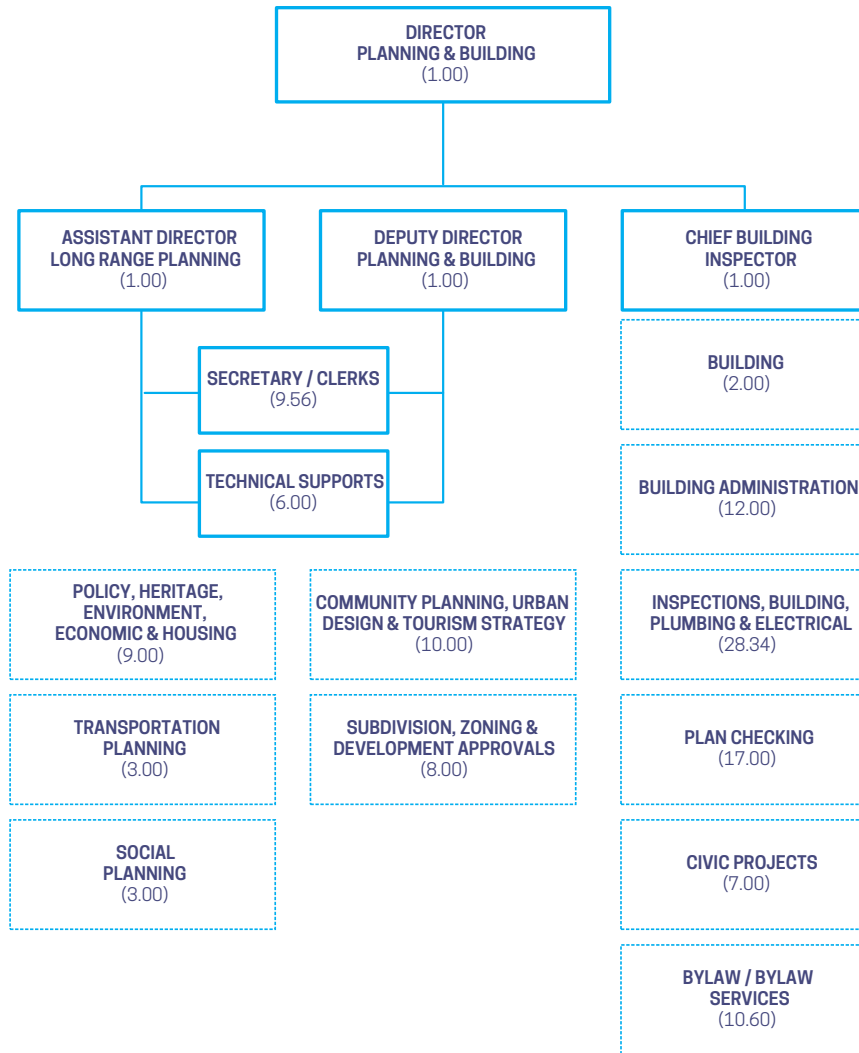 DIRECTOR
PLANNING & BUILDING
(1.00)
ASSISTANT DIRECTOR
LONG RANGE PLANNING
(1.00)
DEPUTY DIRECTOR
PLANNING & BUILDING
(1.00)
CHIEF BUILDING
INSPECTOR
(1.00)
SECRETARY / CLERKS
(9.56)
TECHNICAL SUPPORTS
(6.00)
BUILDING
(2.00)
BUILDING ADMINISTRATION
(12.00)
POLICY, HERITAGE,
ENVIRONMENT,
ECONOMIC & HOUSING
(9.00)
COMMUNITY PLANNING, URBAN
DESIGN & TOURISM STRATEGY
(10.00)
INSPECTIONS, BUILDING,
PLUMBING & ELECTRICAL
(28.34)
TRANSPORTATION
PLANNING
(3.00)
SUBDIVISION, ZONING &
DEVELOPMENT APPROVALS
(8.00)
PLAN CHECKING
(17.00)
SOCIAL
PLANNING
(3.00)
CIVIC PROJECTS
(7.00)
BYLAW / BYLAW
SERVICES
(10.60)